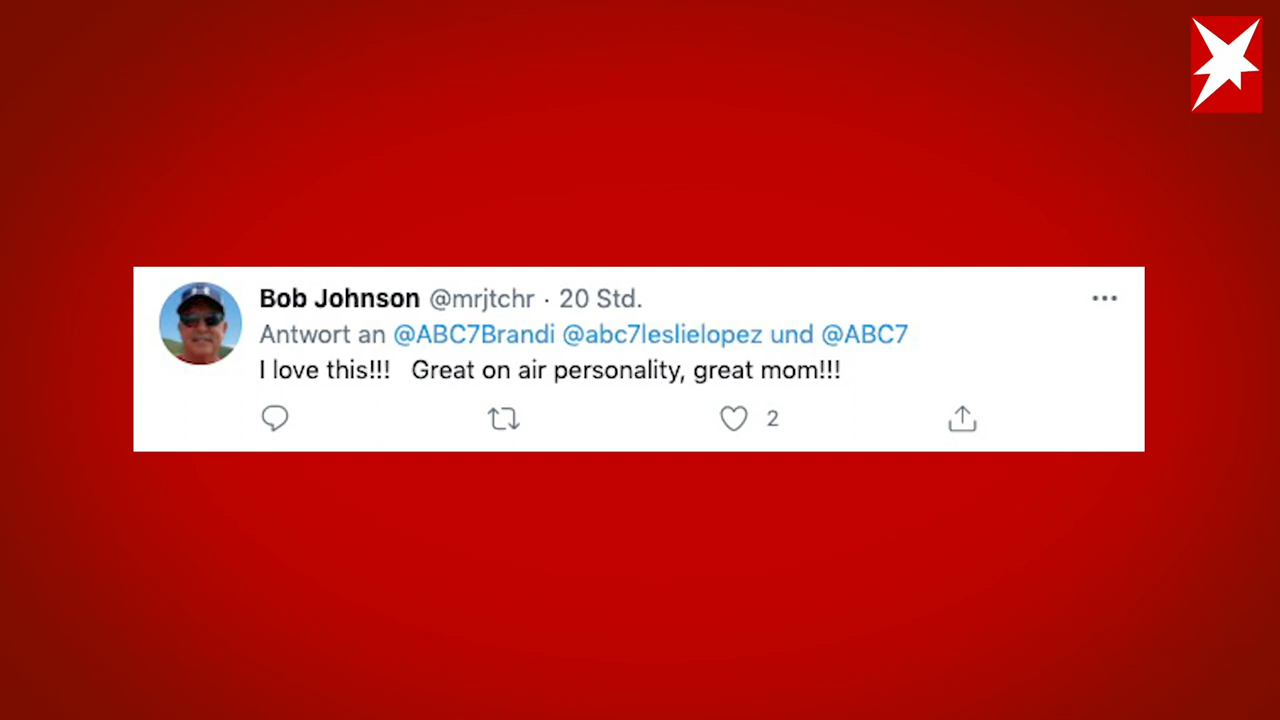 Bob Johnson @mrjtchr · 20 Std.
Antwort an @ABC7Brandi @abc7leslielopez und @ABC7
I love this!!! Great on air personality, great mom!!!
2